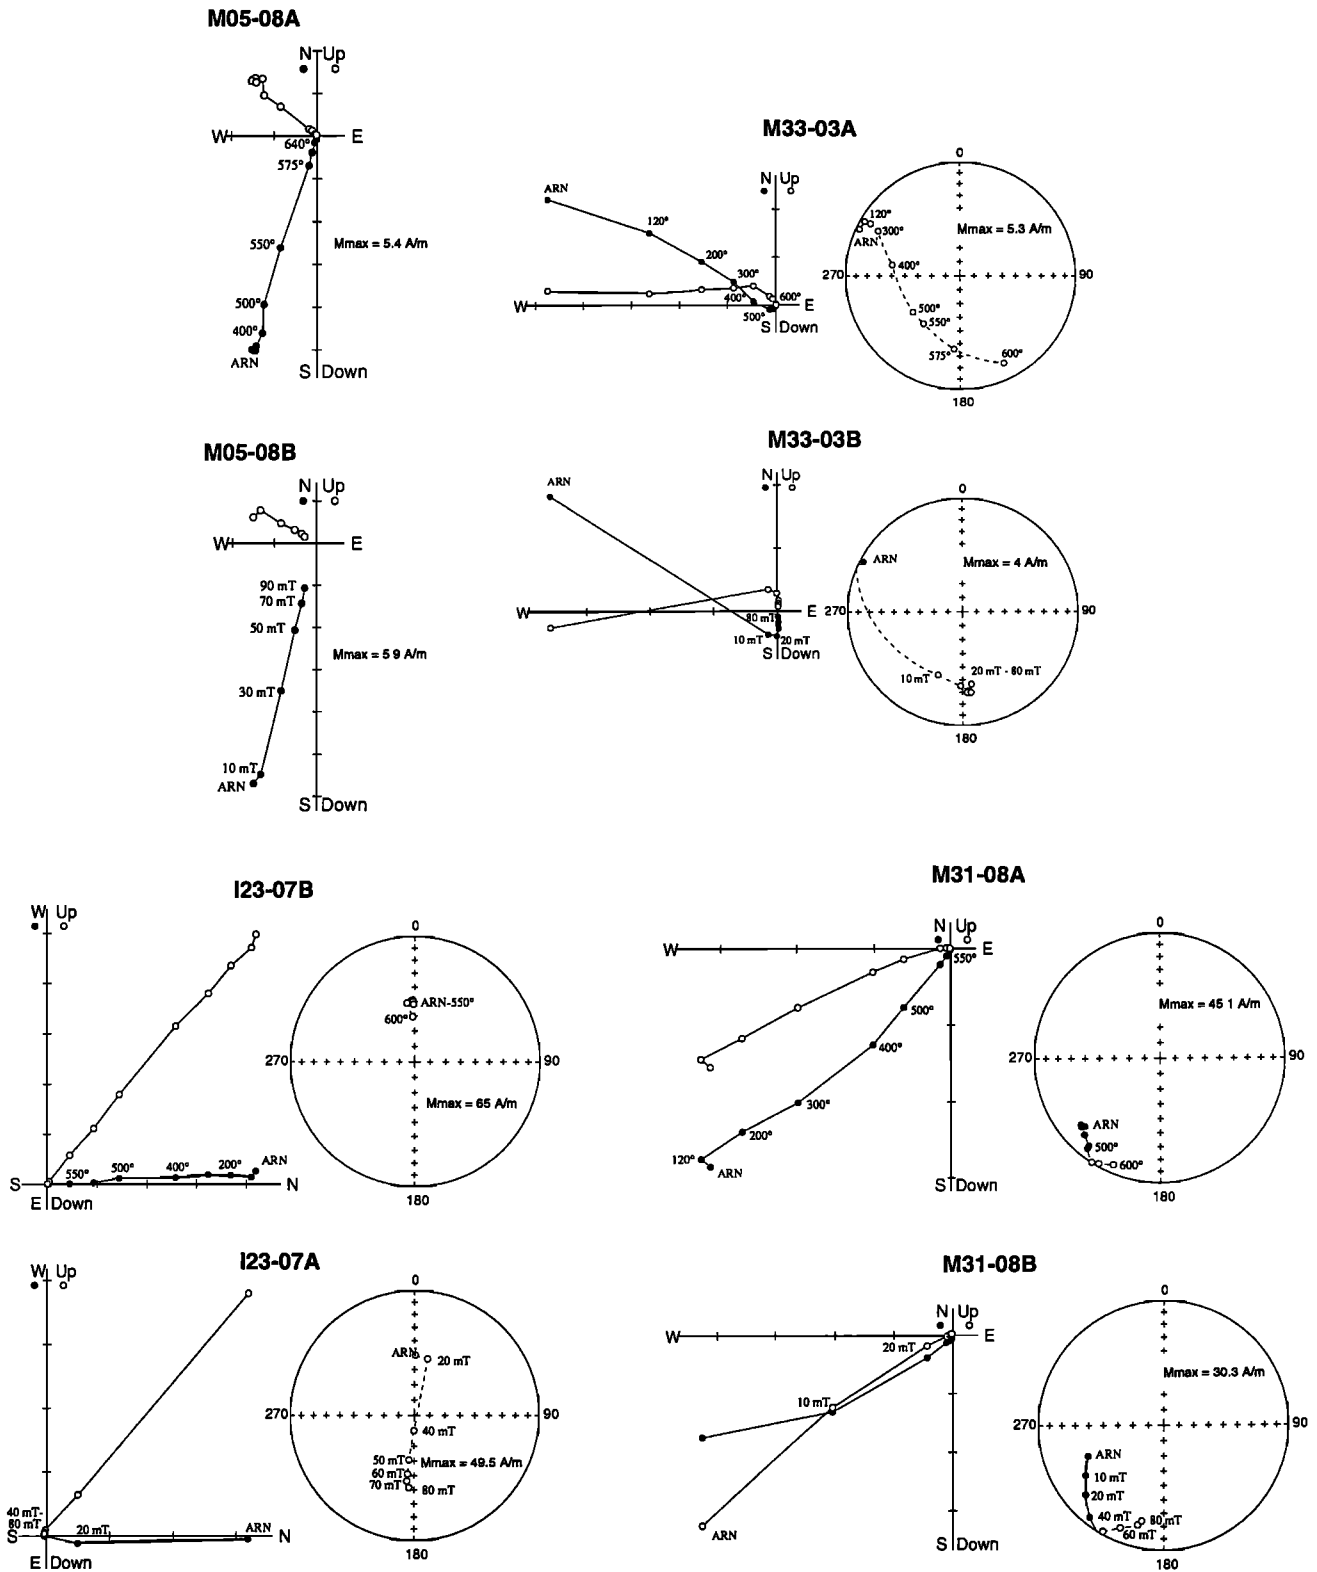 M05-08A
N Up
W E
640°
575°
550° Mmax = 5.4 A/m
500°
400°
ARN
S Down
M33-03A
N Up
ARN
120°
200°
300°
400° 600°
W E
500°
S Down
0
120°
300° Mmax = 5.3 A/m
ARN
400°
270 90
500°
550°
575° 600°
180
M05-08B
N Up
W E
90 mT
70 mT
50 mT
Mmax = 5 9 A/m
30 mT
10 mT
ARN
S Down
M33-03B
N Up
ARN
W E
80 mT
10 mT 20 mT
S Down
0
ARN Mmax = 4 A/m
270 90
10 mT 20 mT - 80 mT
180
I23-07B
W Up
550° 500° 400° 200° ARN
S N
E Down
0
ARN-550°
600°
270 90
Mmax = 65 A/m
180
M31-08A
N Up
W E
550°
500°
400°
300°
200°
120°
ARN
S Down
0
Mmax = 45 1 A/m
270 90
ARN
500°
600°
180
I23-07A
W Up
40 mT-
80 mT
20 mT ARN
S N
E Down
0
ARN 20 mT
270 90
40 mT
50 mT Mmax = 49.5 A/m
60 mT
70 mT 80 mT
180
M31-08B
N Up
W E
20 mT
10 mT
ARN
S Down
0
Mmax = 30.3 A/m
270 90
ARN
10 mT
20 mT
40 mT 80 mT
60 mT
180